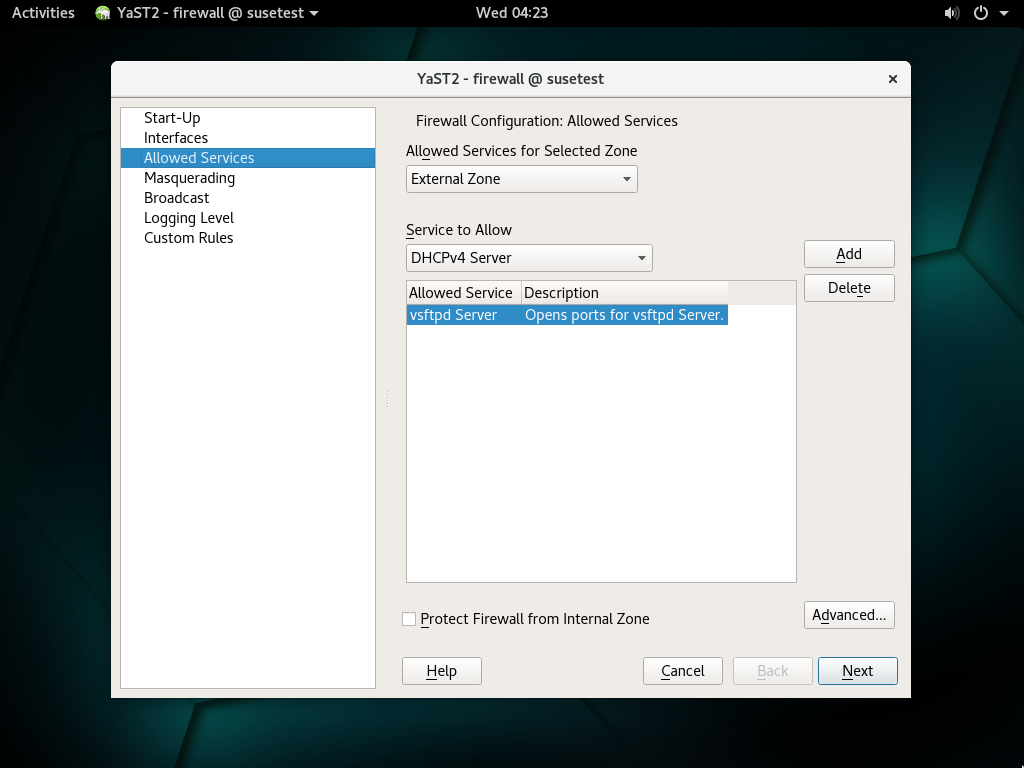 Activities YaST2 - firewall @ susetest Wed 04:23
YaST2 - firewall @ susetest
Start-Up
Interfaces
Allowed Services
Masquerading
Broadcast
Logging Level
Custom Rules
Firewall Configuration: Allowed Services
Allowed Services for Selected Zone
External Zone
Service to Allow
DHCPv4 Server
Add
Delete
Allowed Service Description
vsftpd Server Opens ports for vsftpd Server.
Protect Firewall from Internal Zone
Advanced...
Help Cancel Back Next